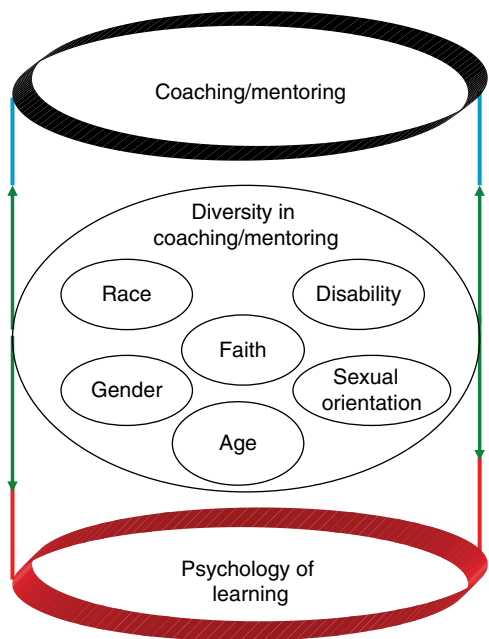 Coaching/mentoring
Diversity in
coaching/mentoring
Race
Disability
Faith
Gender
Sexual
orientation
Age
Psychology of
learning